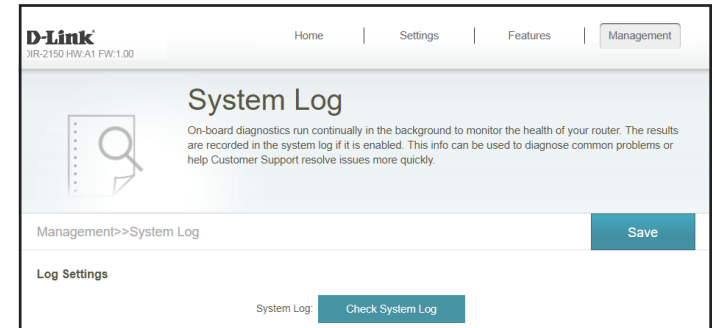 D-Link
DIR-2150 HW:A1 FW:1.00
Home | Settings | Features | Management
System Log
On-board diagnostics run continually in the background to monitor the health of your router. The results
are recorded in the system log if it is enabled. This info can be used to diagnose common problems or
help Customer Support resolve issues more quickly.
Management>>System Log
Save
Log Settings
System Log: Check System Log